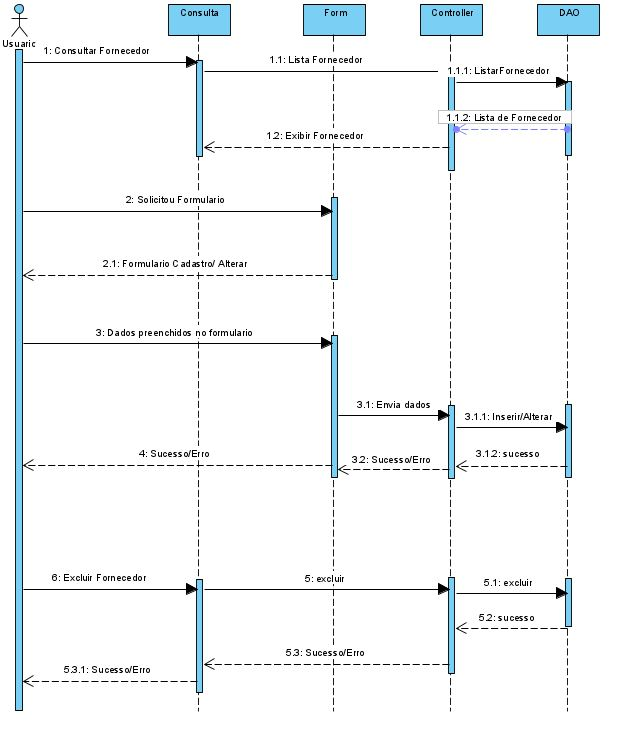 Consulta
Form
Controller
DAO
Usuario
1: Consultar Fornecedor
1.1: Lista Fornecedor
1.1.1: ListarFornecedor
1.1.2: Lista de Fornecedor
1.2: Exibir Fornecedor
2: Solicitou Formulario
2.1: Formulario Cadastro/ Alterar
3: Dados preenchidos no formulario
3.1: Envia dados
3.1.1: Inserir/Alterar
4: Sucesso/Erro
3.2: Sucesso/Erro
3.1.2: sucesso
6: Excluir Fornecedor
5: excluir
5.1: excluir
5.2: sucesso
5.3: Sucesso/Erro
5.3.1: Sucesso/Erro